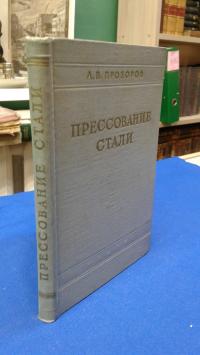 Л. В. ПРОЗОРОВ
ПРЕССОВАНИЕ
СТАЛИ
ПРЕССОВАНИЕ СТАЛИ